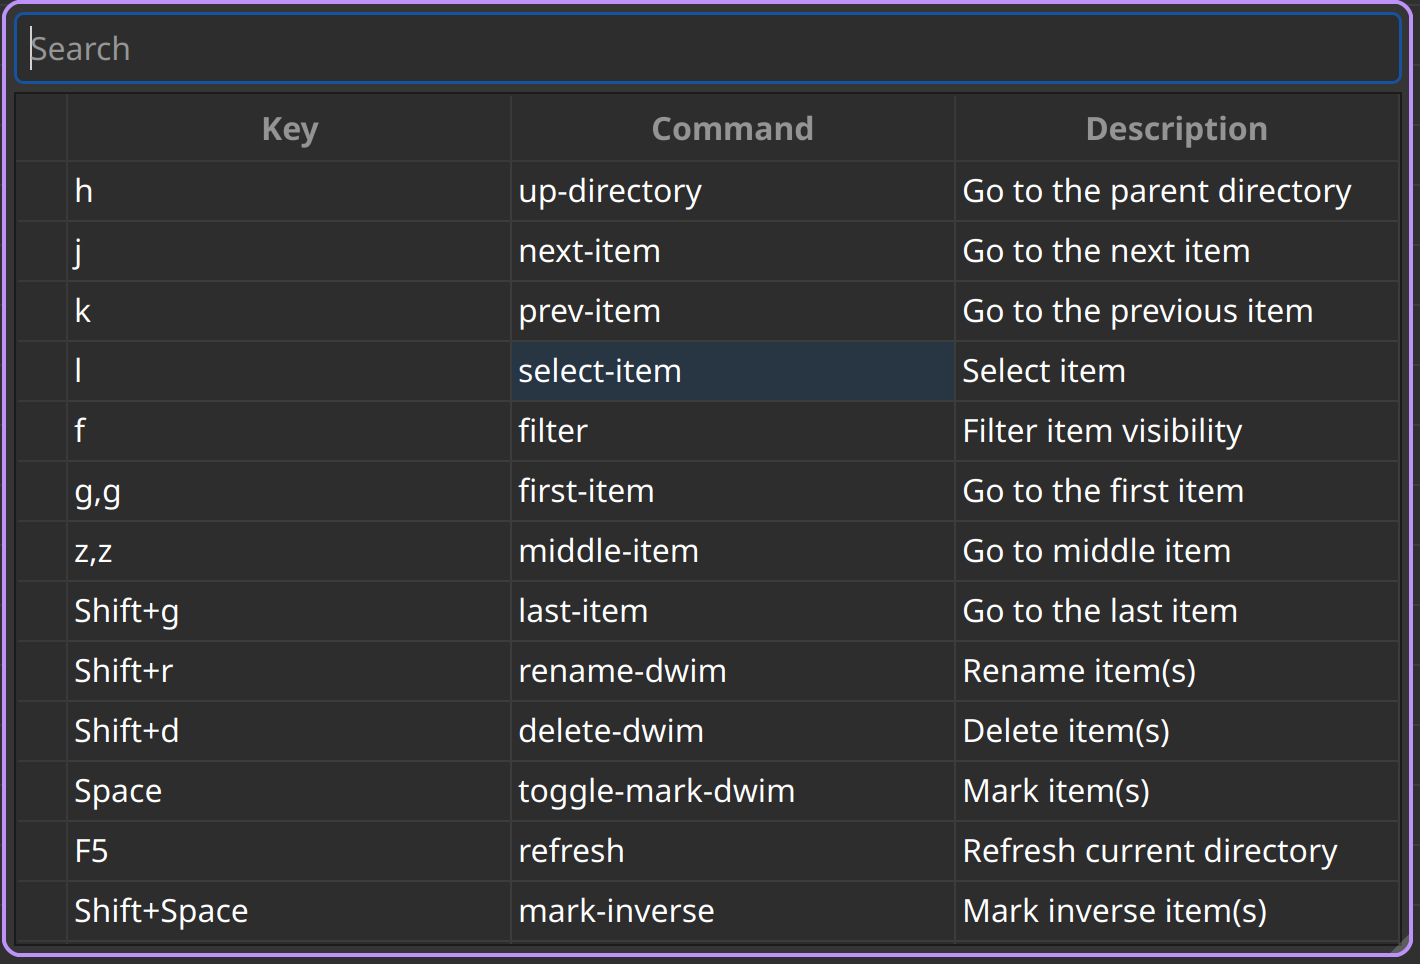 Search
Key Command Description
h up-directory Go to the parent directory
j next-item Go to the next item
k prev-item Go to the previous item
l select-item Select item
f filter Filter item visibility
g,g first-item Go to the first item
z,z middle-item Go to middle item
Shift+g last-item Go to the last item
Shift+r rename-dwim Rename item(s)
Shift+d delete-dwim Delete item(s)
Space toggle-mark-dwim Mark item(s)
F5 refresh Refresh current directory
Shift+Space mark-inverse Mark inverse item(s)